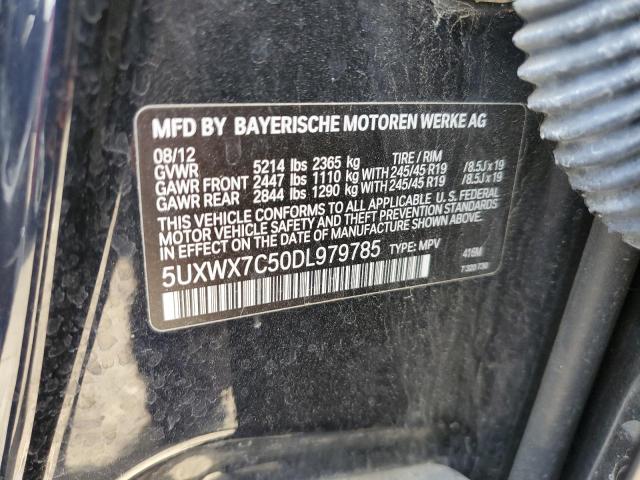 MFD BY BAYERISCHE MOTOREN WERKE AG
08/12 TIRE / RIM
GVWR 5214 lbs 2365 kg
GAWR FRONT 2447 lbs 1110 kg WITH 245/45 R19 / 8.5J x 19
GAWR REAR 2844 lbs 1290 kg WITH 245/45 R19 / 8.5J x 19
THIS VEHICLE CONFORMS TO ALL APPLICABLE U.S. FEDERAL
MOTOR VEHICLE SAFETY AND THEFT PREVENTION STANDARDS
IN EFFECT ON THE DATE OF MANUFACTURE SHOWN ABOVE.
5UXWX7C50DL979785 TYPE: MPV 416M